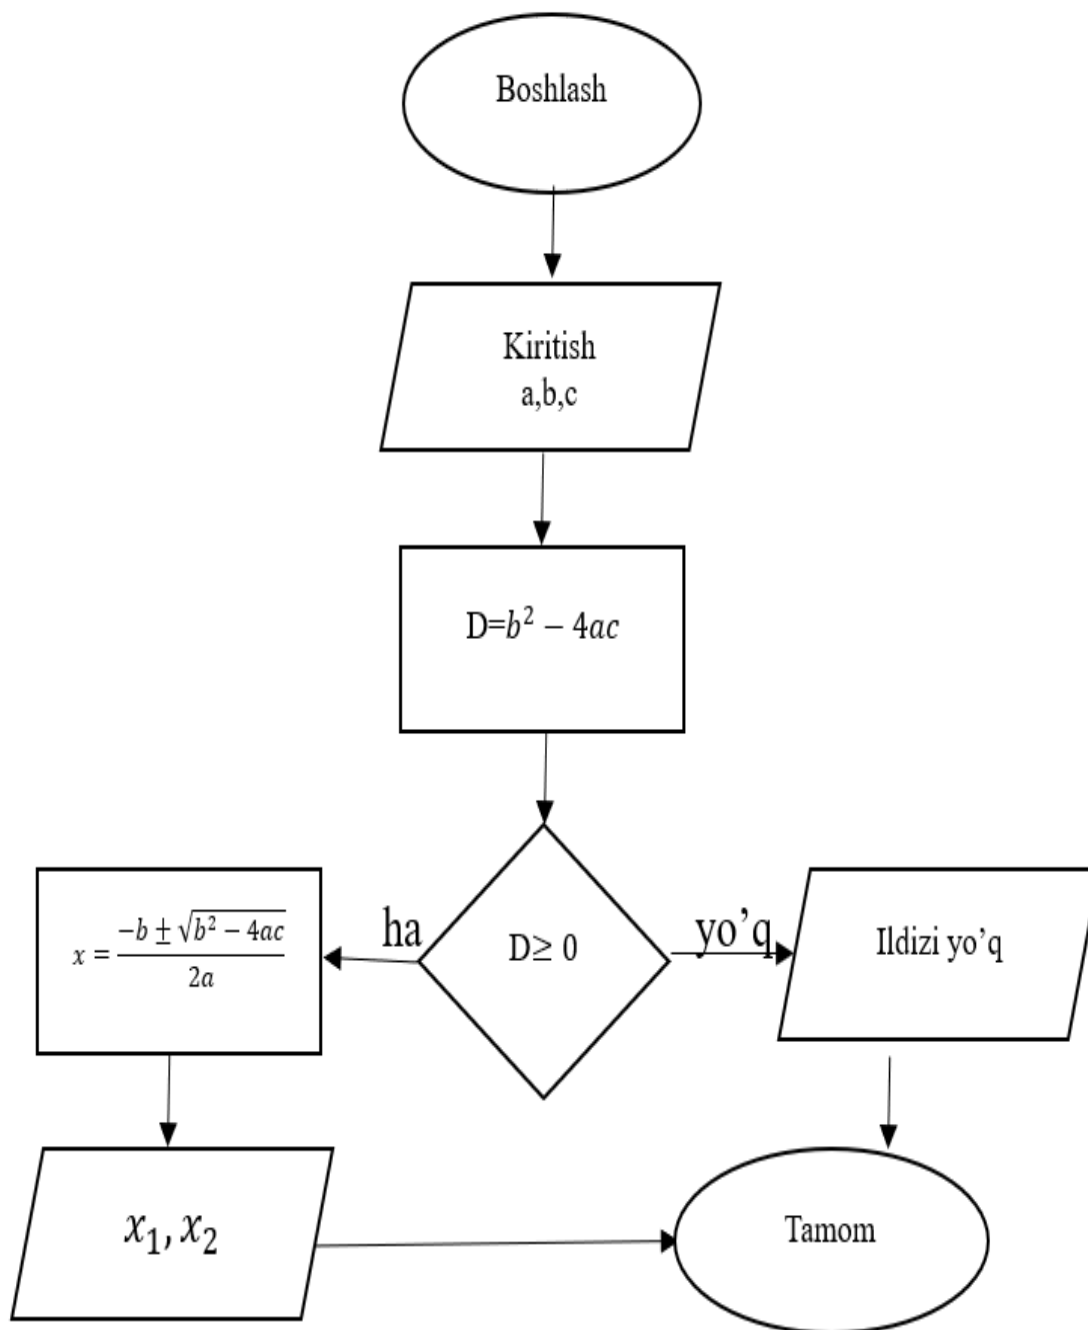 Boshlash
Kiritish
a,b,c
D=b² − 4ac
D≥ 0
ha
yo’q
x = (−b ± √(b² − 4ac)) / 2a
Ildizi yo’q
x₁, x₂
Tamom